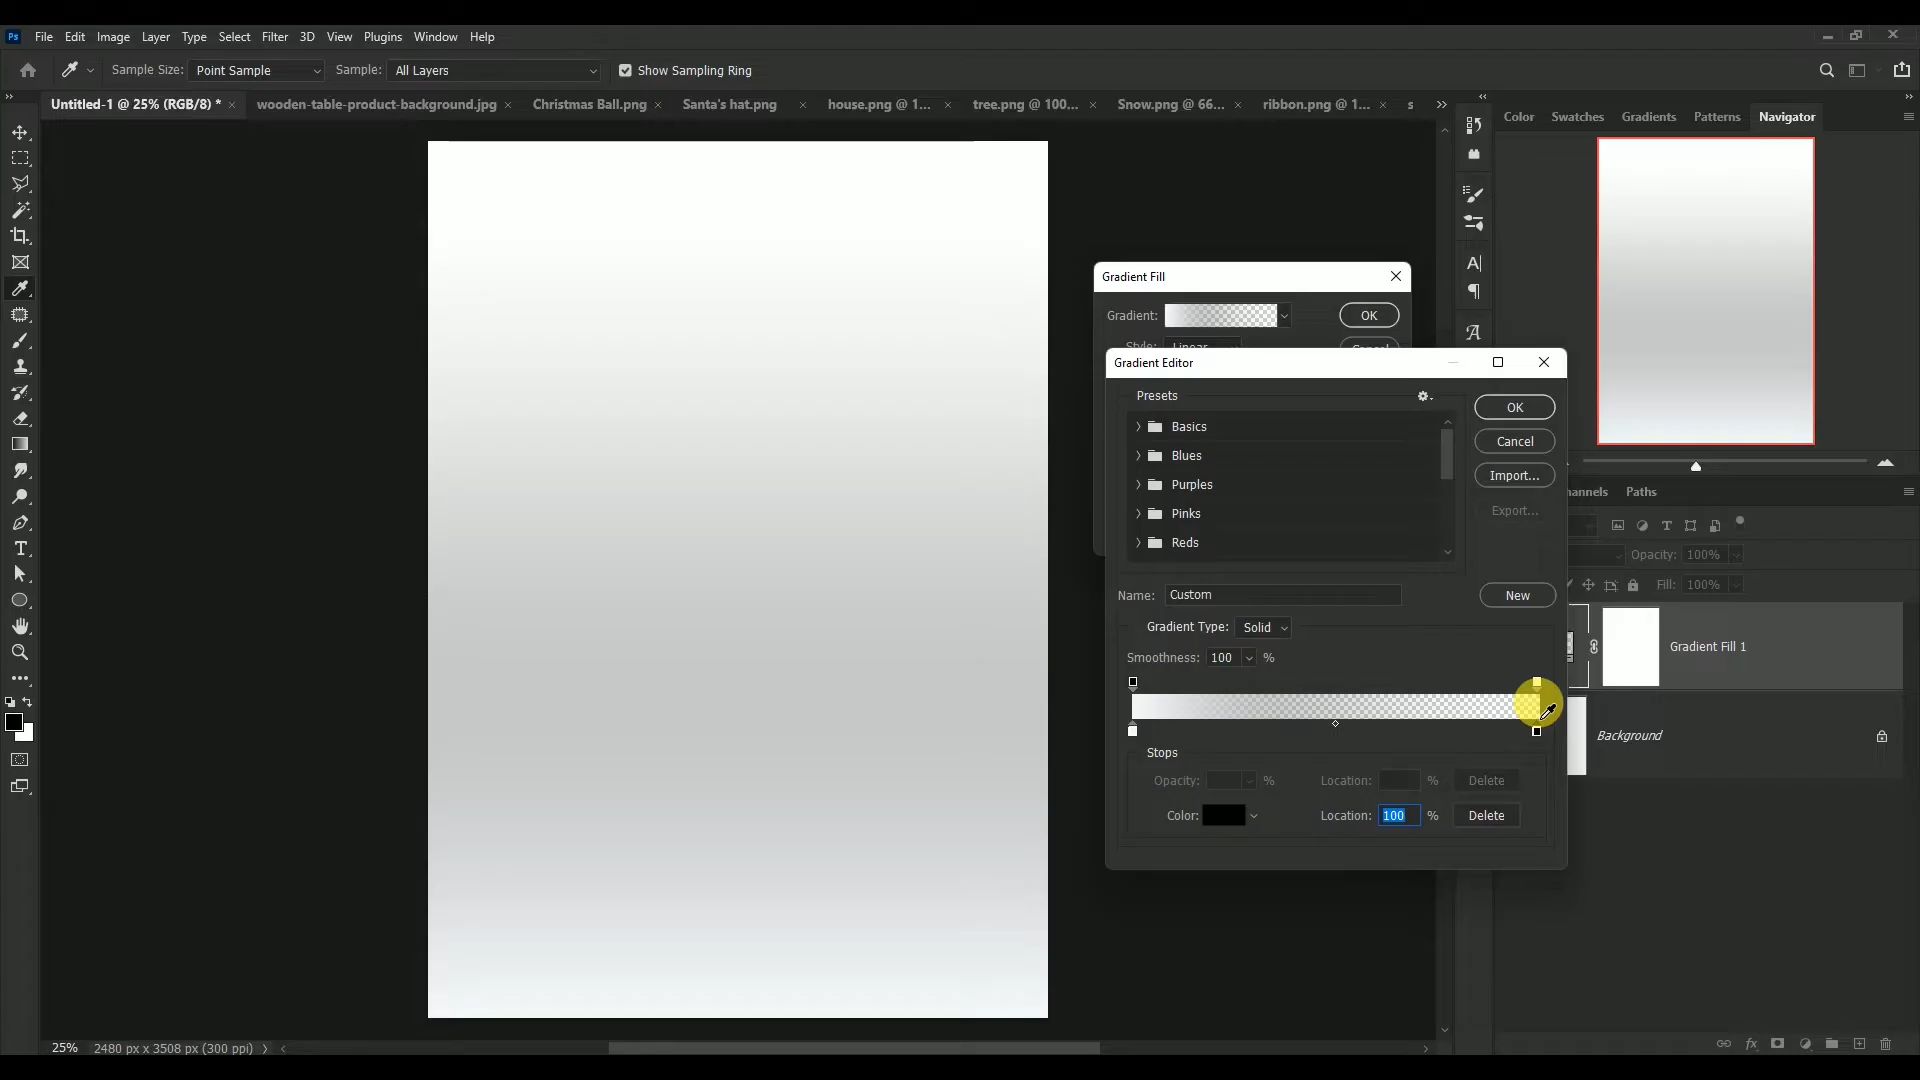 Ps File Edit Image Layer Type Select Filter 3D View Plugins Window Help
Sample Size: Point Sample Sample: All Layers Show Sampling Ring
Untitled-1 @ 25% (RGB/8) * wooden-table-product-background.png Christmas Ball.png Santa's hat.png house.png @ 1... tree.png @ 100... Snow.png @ 66... ribbon.png @ 1... s
Color Swatches Gradients Patterns Navigator
Gradient Fill
Gradient: OK
Style: Linear Cancel
Gradient Editor
Presets
Basics
Blues
Purples
Pinks
Reds
OK
Cancel
Import...
Export...
Name: Custom New
Gradient Type: Solid
Smoothness: 100 %
Stops
Opacity: % Location: % Delete
Color: Location: 100 % Delete
hannels Paths
Opacity: 100%
Fill: 100%
Gradient Fill 1
Background
25% 2480 px x 3508 px (300 ppi)